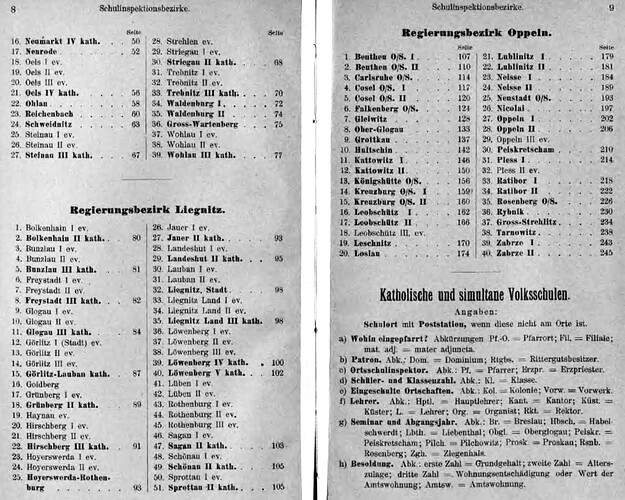 8
Schulinspektionsbezirke.
Seite
16. Neumarkt IV kath. . . 50
17. Neurode . . . . . 52
18. Oels I ev.
19. Oels II ev.
20. Oels III ev.
21. Oels IV kath. . . . . 56
22. Ohlau . . . . . . 58
23. Reichenbach . . . . 60
24. Schweidnitz . . . . 63
25. Steinau I ev.
26. Steinau II ev.
27. Steinau III kath. . . . 67
Seite
28. Strehlen ev.
29. Striegau I ev.
30. Striegau II kath. . . . 68
31. Trebnitz I ev.
32. Trebnitz II ev.
33. Trebnitz III kath. . . . 70
34. Waldenburg I . . . . 72
35. Waldenburg II . . . . 74
36. Gross-Wartenberg . . . 75
37. Wohlau I ev.
38. Wohlau II ev.
39. Wohlau III kath. . . . 77
Regierungsbezirk Liegnitz.
1. Bolkenhain I ev.
2. Bolkenhain II kath. . . 80
3. Bunzlau I ev.
4. Bunzlau II ev.
5. Bunzlau III kath. . . . 81
6. Freystadt I ev.
7. Freystadt II ev.
8. Freystadt III kath. . . 82
9. Glogau I ev.
10. Glogau II ev.
11. Glogau III kath. . . . 84
12. Görlitz I (Stadt) ev.
13. Görlitz II ev.
14. Görlitz III ev.
15. Görlitz-Lauban kath. . . 87
16. Goldberg
17. Grünberg I ev.
18. Grünberg II kath. . . . 89
19. Haynau ev.
20. Hirschberg I ev.
21. Hirschberg II ev.
22. Hirschberg III kath. . . 91
23. Hoyerswerda I ev.
24. Hoyerswerda II ev.
25. Hoyerswerda-Rothen-
burg . . . . . . 93
26. Jauer I ev.
27. Jauer II kath. . . . . 93
28. Landeshut I ev.
29. Landeshut II kath. . . . 95
30. Lauban I ev.
31. Lauban II ev.
32. Liegnitz, Stadt . . . . 98
33. Liegnitz Land I ev.
34. Liegnitz Land II ev.
35. Liegnitz Land III kath. . 98
36. Löwenberg I ev.
37. Löwenberg II ev.
38. Löwenberg III ev.
39. Löwenberg IV kath. . . 100
40. Löwenberg V kath. . . . 102
41. Lüben I ev.
42. Lüben II ev.
43. Rothenburg I ev.
44. Rothenburg II ev.
45. Rothenburg III ev.
46. Sagan I ev.
47. Sagan II kath. . . . . 103
48. Schönau I ev.
49. Schönau II kath. . . . 105
50. Sprottau I ev.
51. Sprottau II kath. . . . 105
Schulinspektionsbezirke.
9
Regierungsbezirk Oppeln.
Seite
1. Beuthen O/S. I . . . 107
2. Beuthen O/S. II . . . 110
3. Carlsruhe O/S. . . . 114
4. Cosel O/S. I . . . . 117
5. Cosel O/S. II . . . . 120
6. Falkenberg O/S. . . . 124
7. Gleiwitz . . . . . 128
8. Ober-Glogau . . . . 133
9. Grottkau . . . . . 137
10. Hultschin . . . . . 142
11. Kattowitz I . . . . 146
12. Kattowitz II . . . . 150
13. Königshütte O/S. . . . 156
14. Kreuzburg O/S. I . . . 159
15. Kreuzburg O/S. II . . . 160
16. Leobschütz I . . . . 162
17. Leobschütz II . . . . 166
18. Leobschütz III. ev.
19. Leschnitz . . . . . 170
20. Loslau . . . . . . 174
Seite
21. Lublinitz I . . . . . 179
22. Lublinitz II . . . . . 181
23. Neisse I . . . . . 184
24. Neisse II . . . . . 189
25. Neustadt O/S. . . . . 193
26. Nicolai . . . . . . 197
27. Oppeln I . . . . . 202
28. Oppeln II . . . . . 206
29. Oppeln III ev.
30. Peiskretscham . . . . 210
31. Pless I . . . . . . 214
32. Pless II ev.
33. Ratibor I . . . . . 218
34. Ratibor II . . . . . 222
35. Rosenberg O/S. . . . 226
36. Rybnik . . . . . . 230
37. Gross-Strehlitz . . . . 234
38. Tarnowitz . . . . . 238
39. Zabrze I . . . . . 243
40. Zabrze II . . . . . 245
Katholische und simultane Volksschulen.
Angaben:
Schulort mit Poststation, wenn diese nicht am Orte ist.
a) Wohin eingepfarrt? Abkürzungen Pf.-O. = Pfarrort; Fil. = Filiale;
mat. adj. = mater adjuncta.
b) Patron. Abk.: Dom. = Dominium; Rtgbs. = Rittergutsbesitzer.
c) Ortsschulinspektor. Abk.: Pf. = Pfarrer; Erzpr. = Erzpriester.
d) Schüler- und Klassenzahl. Abk.: Kl. = Klasse.
e) Eingeschulte Ortschaften. Abk.: Kol. = Kolonie; Vorw. = Vorwerk.
f) Lehrer. Abk.: Hptl. = Hauptlehrer; Kant. = Kantor; Küst. =
Küster; L. = Lehrer; Org. = Organist; Rkt. = Rektor.
g) Seminar und Abgangsjahr. Abk.: Br. = Breslau; Hbsch. = Habel-
schwerdt; Lbth. = Liebenthal; Obgl. = Oberglogau; Peiskr. =
Peiskretscham; Pilch. = Pilchowitz; Prosk. = Proskau; Rsnb. =
Rosenberg; Zgh. = Ziegenhals.
h) Besoldung. Abk.: erste Zahl = Grundgehalt; zweite Zahl = Alters-
zulage; dritte Zahl = Wohnungsentschädigung oder Wert der
Amtswohnung; Amtsw. = Amtswohnung.